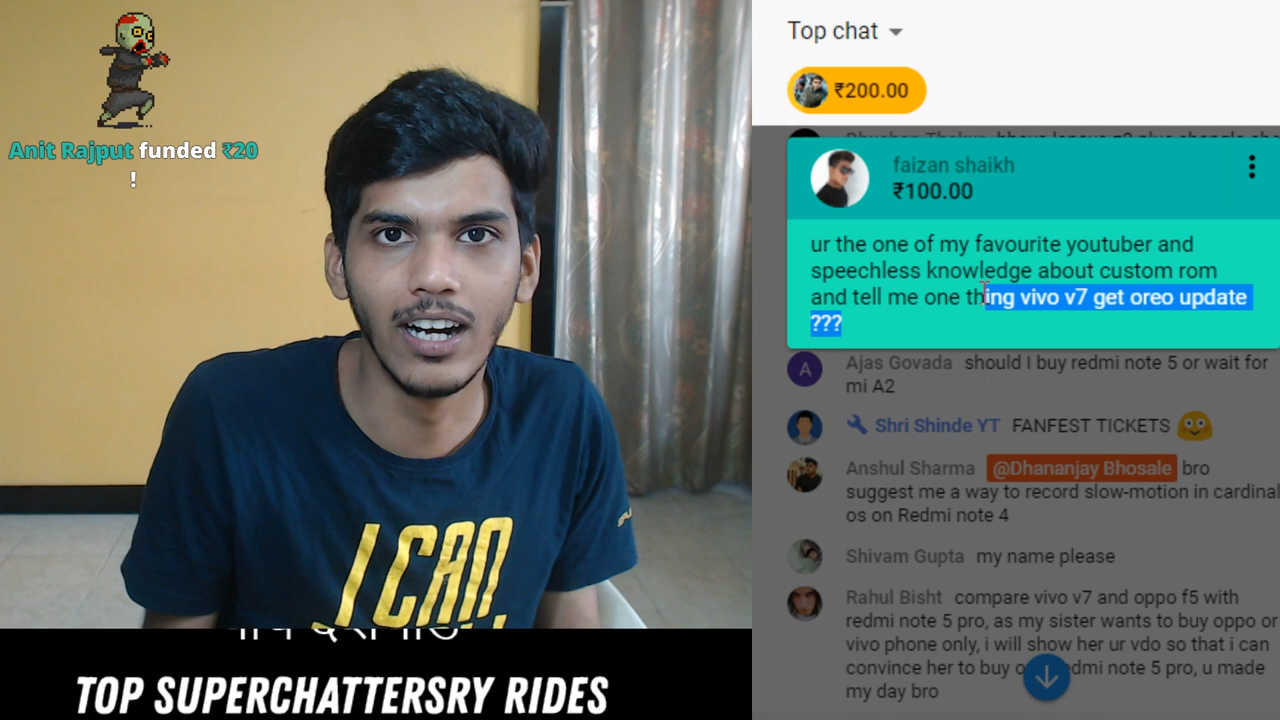 Anit Rajput funded ₹20
!
I CAN
TOP SUPERCHATTERSRY RIDES
Top chat
₹200.00
faizan shaikh
₹100.00
ur the one of my favourite youtuber and
speechless knowledge about custom rom
and tell me one thing vivo v7 get oreo update
???
A Ajas Govada should I buy redmi note 5 or wait for
mi A2
Shri Shinde YT FANFEST TICKETS
Anshul Sharma @Dhananjay Bhosale bro
suggest me a way to record slow-motion in cardinal
os on Redmi note 4
Shivam Gupta my name please
Rahul Bisht compare vivo v7 and oppo f5 with
redmi note 5 pro, as my sister wants to buy oppo or
vivo phone only, i will show her ur vdo so that i can
convince her to buy redmi note 5 pro, u made
my day bro